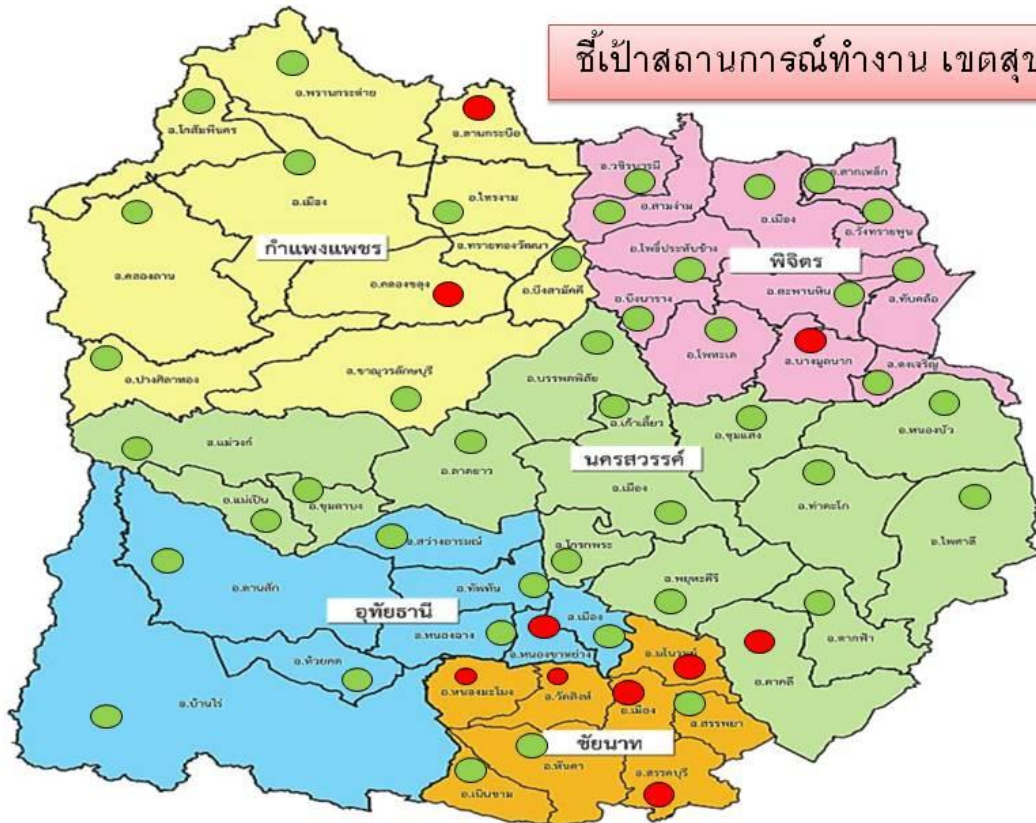 ชี้เป้าสถานการณ์ทำงาน เขตสุข
อ.พรานกระต่าย
อ.ลานกระบือ
อ.โกสัมพีนคร
อ.เมือง
อ.ไทรงาม
กำแพงเพชร
อ.ทรายทองวัฒนา
อ.คลองลาน
อ.คลองขลุง
อ.บึงสามัคคี
อ.ปางศิลาทอง
อ.ขาณุวรลักษบุรี
อ.วชิรบารมี
อ.สากเหล็ก
อ.สามง่าม
อ.เมือง
อ.วังทรายพูน
อ.โพธิ์ประทับช้าง
พิจิตร
อ.ตะพานหิน
อ.ทับคล้อ
อ.บึงนาราง
อ.โพทะเล
อ.บางมูลนาก
อ.ดงเจริญ
อ.บรรพตพิสัย
อ.เก้าเลี้ยว
อ.ชุมแสง
อ.หนองบัว
อ.แม่วงก์
อ.ลาดยาว
นครสวรรค์
อ.เมือง
อ.แม่เปิน
อ.ชุมตาบง
อ.ท่าตะโก
อ.ไพศาลี
อ.โกรกพระ
อ.พยุหะคีรี
อ.ตากฟ้า
อ.ตาคลี
อ.สว่างอารมณ์
อ.ลานสัก
อ.ทัพทัน
อุทัยธานี
อ.เมือง
อ.หนองฉาง
อ.หนองขาหย่าง
อ.ห้วยคต
อ.บ้านไร่
อ.มโนรมย์
อ.หนองมะโมง
อ.วัดสิงห์
อ.เมือง
อ.สรรพยา
ชัยนาท
อ.หันคา
อ.สรรคบุรี
อ.เนินขาม